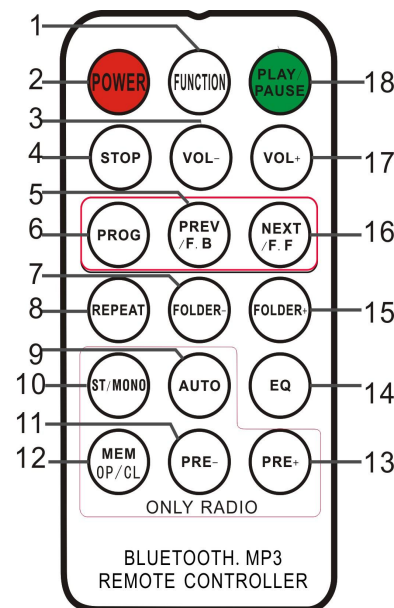 1
2
POWER
FUNCTION
PLAY/
PAUSE
18
3
4
STOP
VOL-
VOL+
17
5
6
PROG
PREV
/F.B
NEXT
/F.F
16
7
8
REPEAT
FOLDER-
FOLDER+
15
9
10
ST/MONO
AUTO
EQ
14
11
12
MEM
OP/CL
PRE-
PRE+
13
ONLY RADIO
BLUETOOTH. MP3
REMOTE CONTROLLER